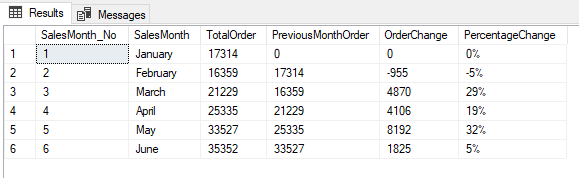 Results Messages
SalesMonth_No SalesMonth TotalOrder PreviousMonthOrder OrderChange PercentageChange
1 1 January 17314 0 0 0%
2 2 February 16359 17314 -955 -5%
3 3 March 21229 16359 4870 29%
4 4 April 25335 21229 4106 19%
5 5 May 33527 25335 8192 32%
6 6 June 35352 33527 1825 5%